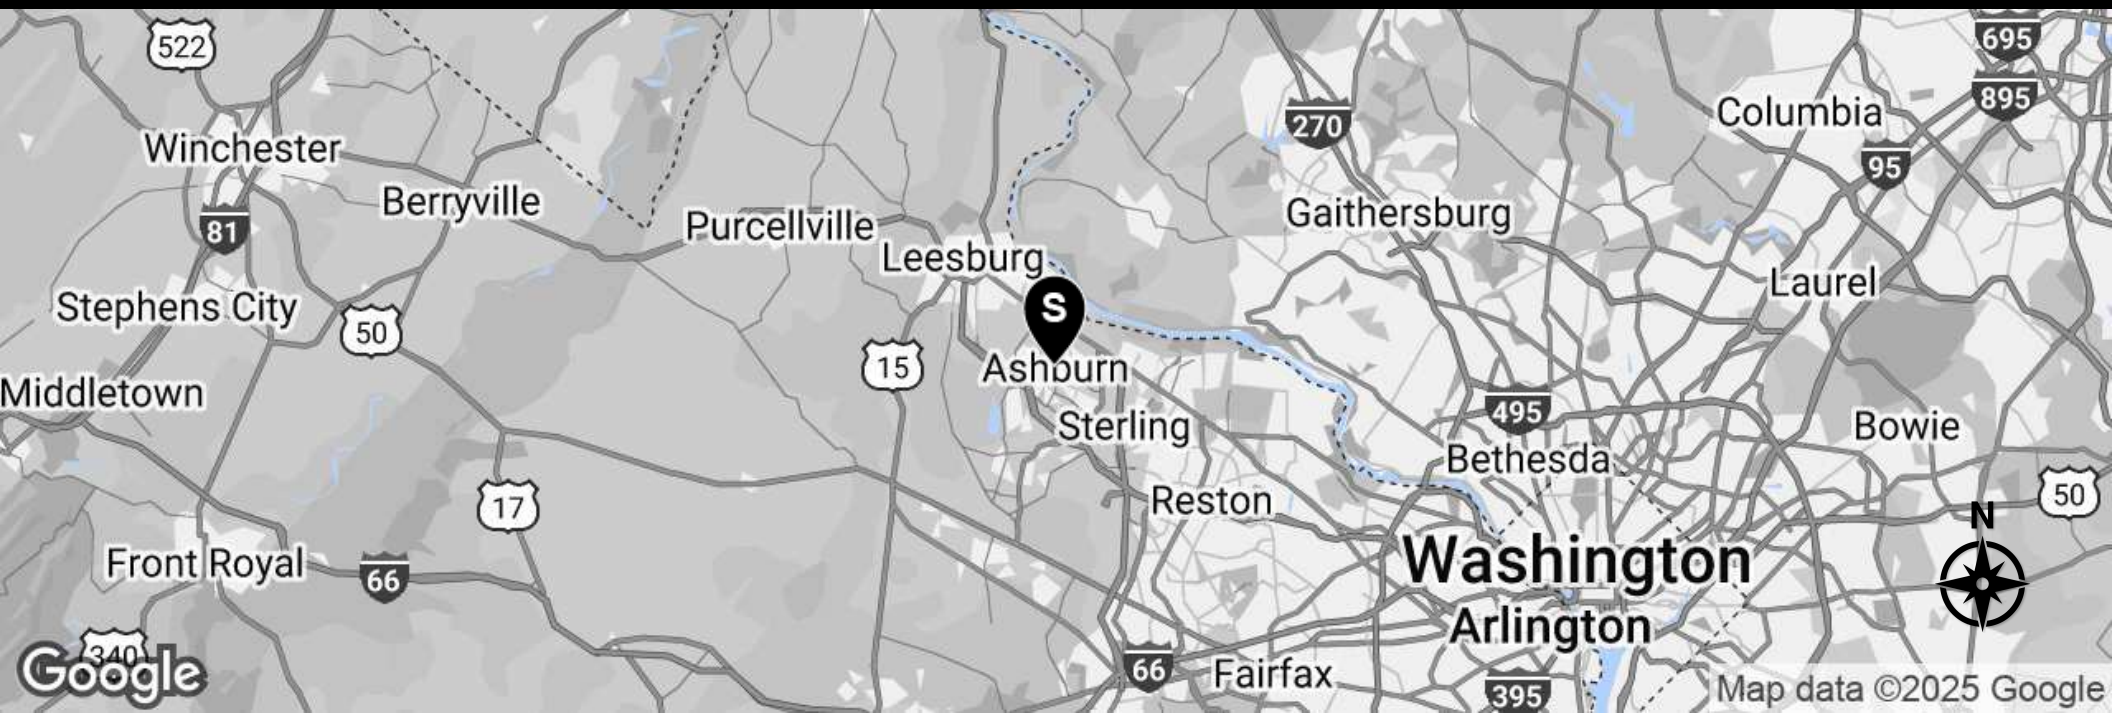 522
695
895
Columbia
270
95
Winchester
Berryville
81
Purcellville
Gaithersburg
Leesburg
Laurel
Stephens City
S
50
15
Ashburn
Middletown
495
Sterling
Bowie
Bethesda
17
Reston
50
N
Front Royal
66
Washington
Arlington
340
Google
66
Fairfax
395
Map data ©2025 Google